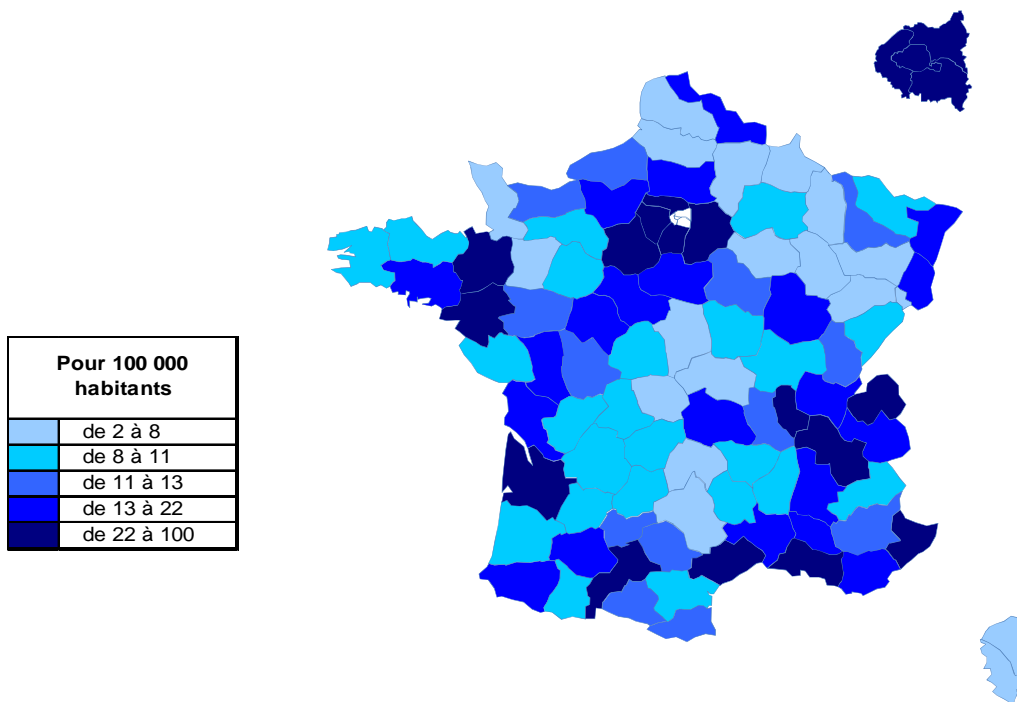 Pour 100 000
habitants
de 2 à 8
de 8 à 11
de 11 à 13
de 13 à 22
de 22 à 100